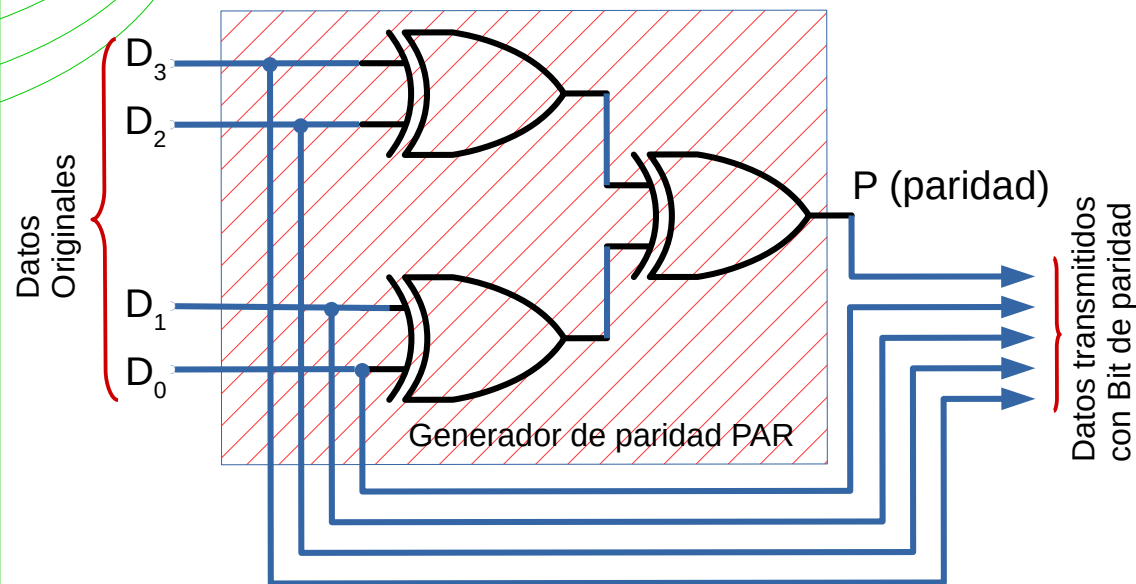 Datos
Originales
D3
D2
D1
D0
Generador de paridad PAR
P (paridad)
Datos transmitidos
con Bit de paridad